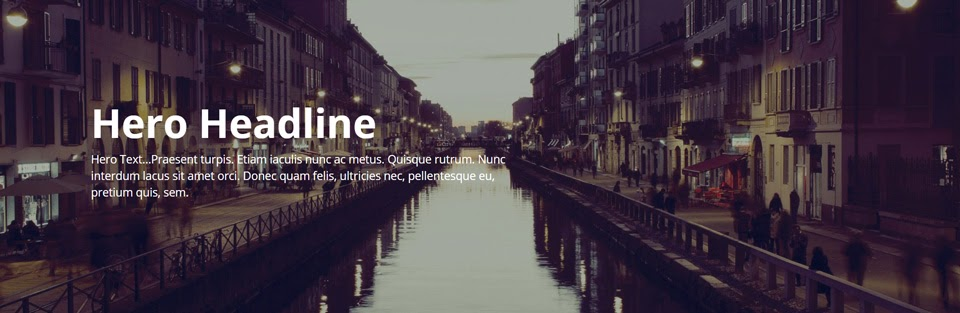 Hero Headline
Hero Text...Praesent turpis. Etiam iaculis nunc ac metus. Quisque rutrum. Nunc
interdum lacus sit amet orci. Donec quam felis, ultricies nec, pellentesque eu,
pretium quis, sem.